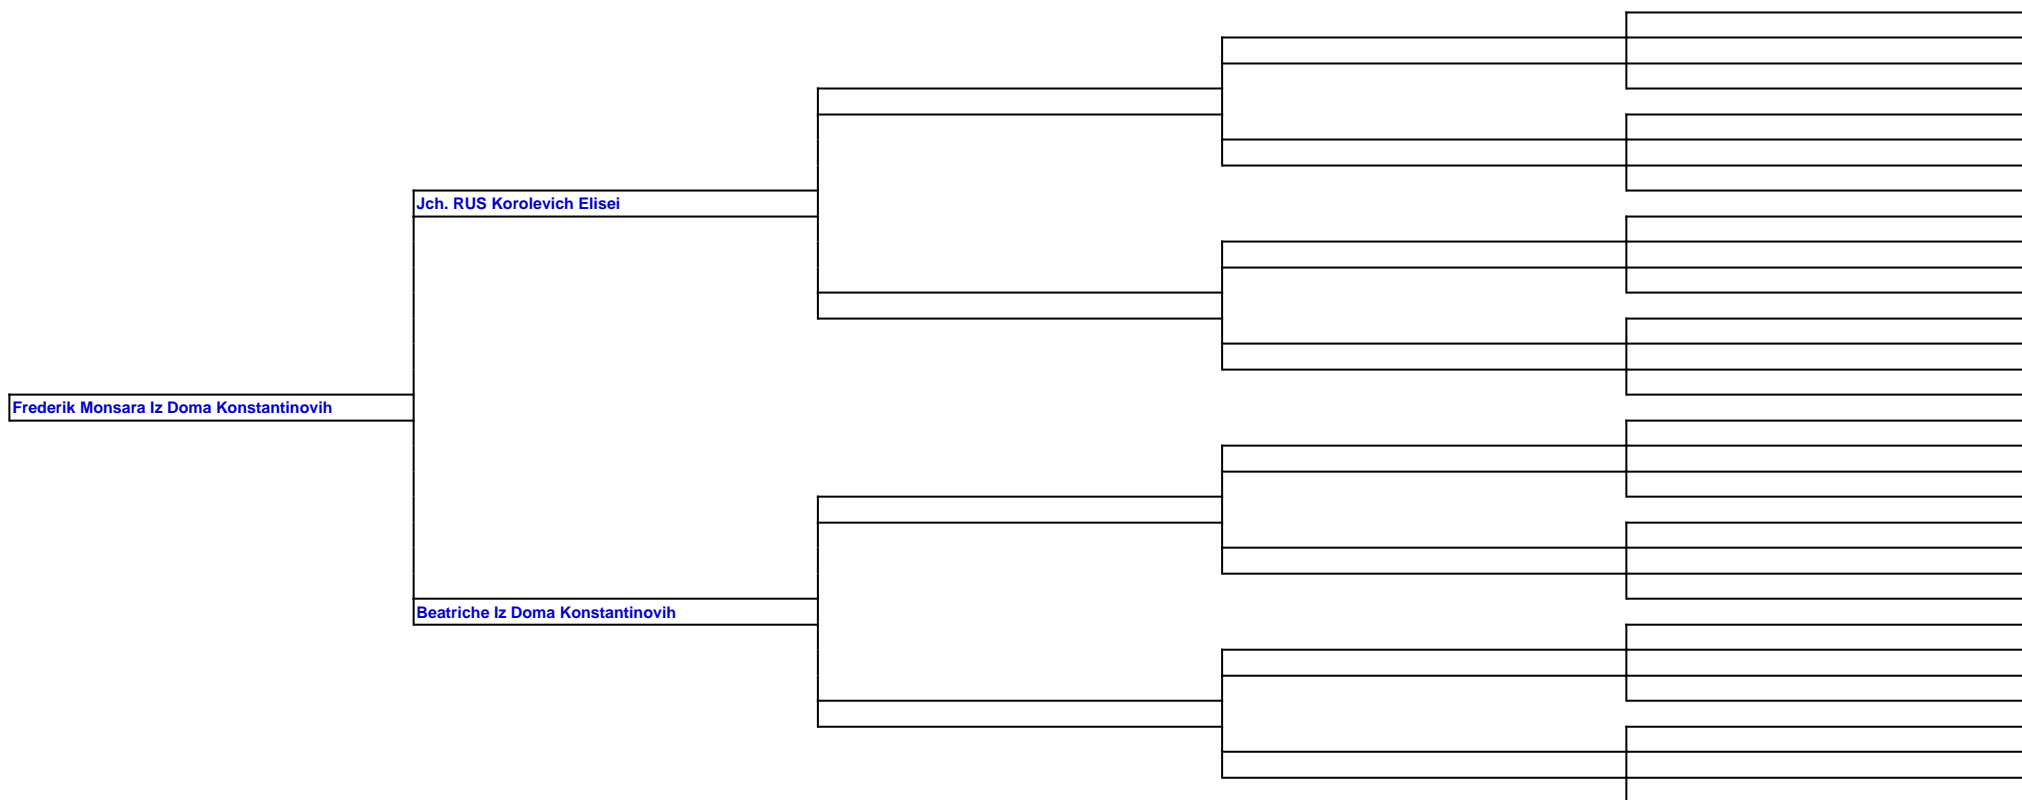 Jch. RUS Korolevich Elisei
Frederik Monsara Iz Doma Konstantinovih
Beatriche Iz Doma Konstantinovih